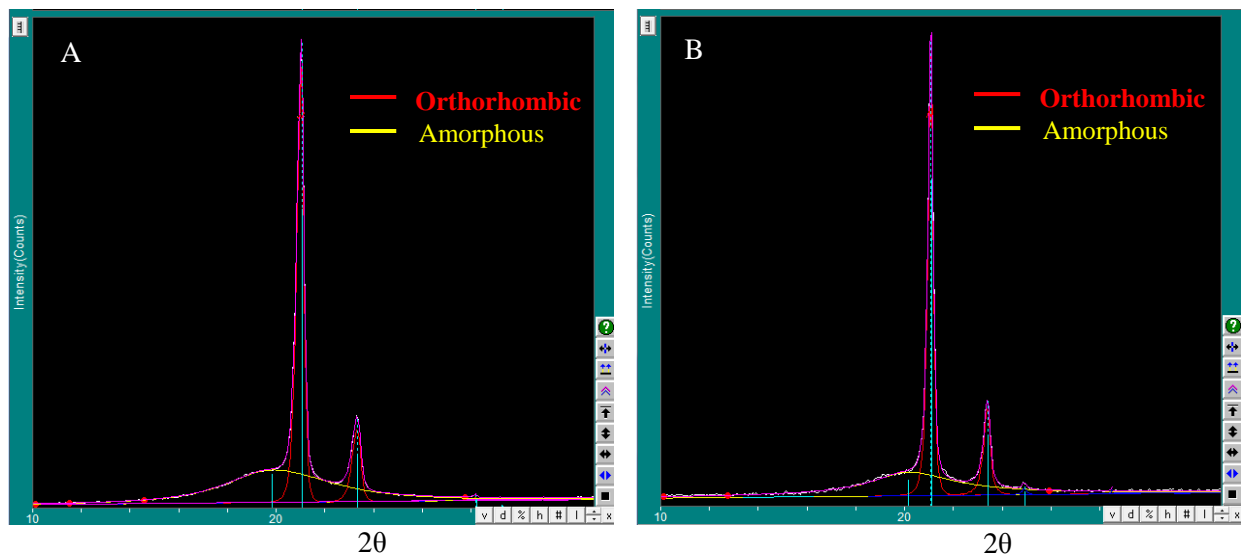 A
Orthorhombic
Amorphous
Intensity(Counts)
10
20
v d % h # l x
2θ
B
Orthorhombic
Amorphous
Intensity(Counts)
10
20
v d % h # l x
2θ